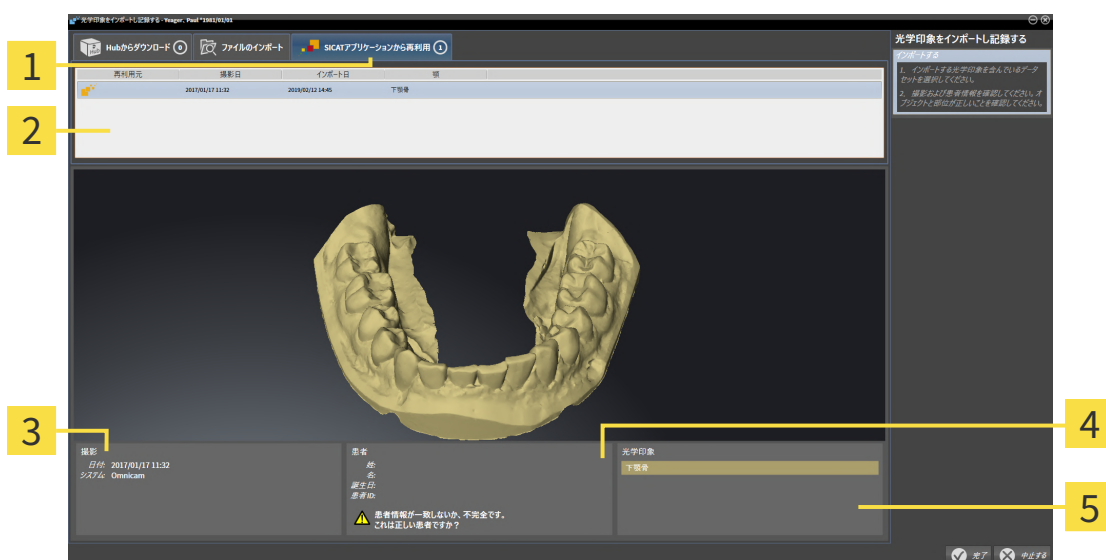 光学印象をインポートし記録する - Yeager, Paul *1981/01/01
Hubからダウンロード 0
ファイルのインポート
SICATアプリケーションから再利用 1
再利用元 撮影日 インポート日 顎
2017/01/17 11:32 2019/02/12 14:45 下顎骨
光学印象をインポートし記録する
インポートする
1. インポートする光学印象を含んでいるデータ
セットを選択してください。
2. 撮影および患者情報を確認してください。オ
ブジェクトと部位が正しいことを確認してください。
1
2
3
4
5
撮影
日付: 2017/01/17 11:32
システム: Omnicam
患者
姓:
名:
誕生日:
患者ID:
患者情報が一致しないか、不完全です。
これは正しい患者ですか？
光学印象
下顎骨
完了
中止する